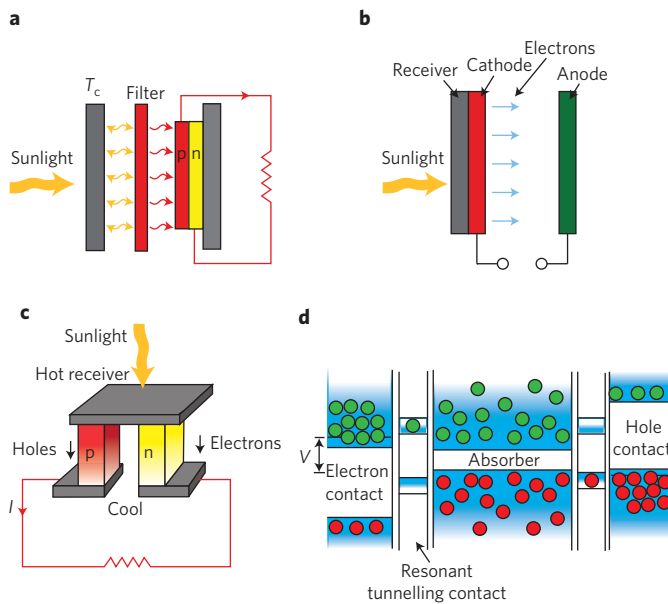 a
T_c
Filter
Sunlight
p n
b
Electrons
Cathode
Receiver
Anode
Sunlight
c
Sunlight
Hot receiver
Holes
p
n
Electrons
I
Cool
d
V
Electron
contact
Absorber
Hole
contact
Resonant
tunnelling contact